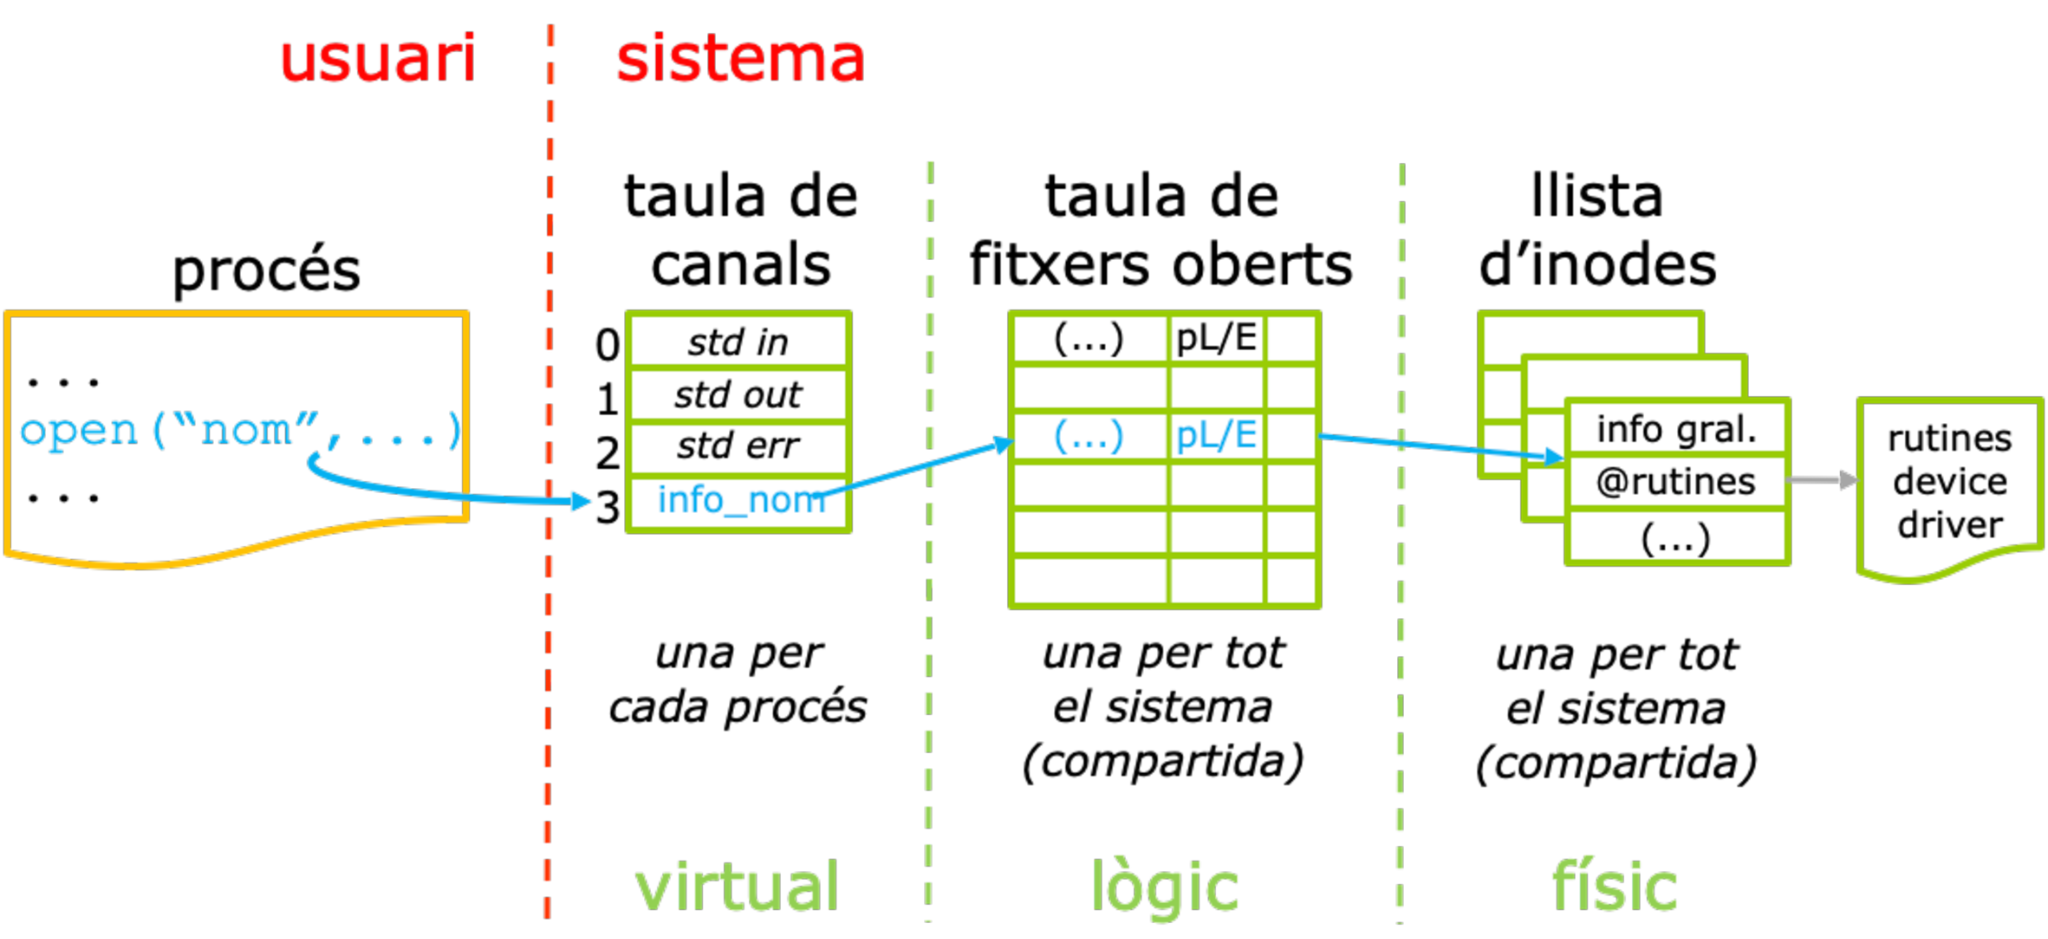 usuari
sistema
procés
...
open(“nom”,...)
...
taula de
canals
0 std in
1 std out
2 std err
3 info_nom
una per
cada procés
virtual
taula de
fitxers oberts
(...) pL/E
(...) pL/E
una per tot
el sistema
(compartida)
lògic
llista
d’inodes
info gral.
@rutines
(...)
rutines
device
driver
una per tot
el sistema
(compartida)
físic